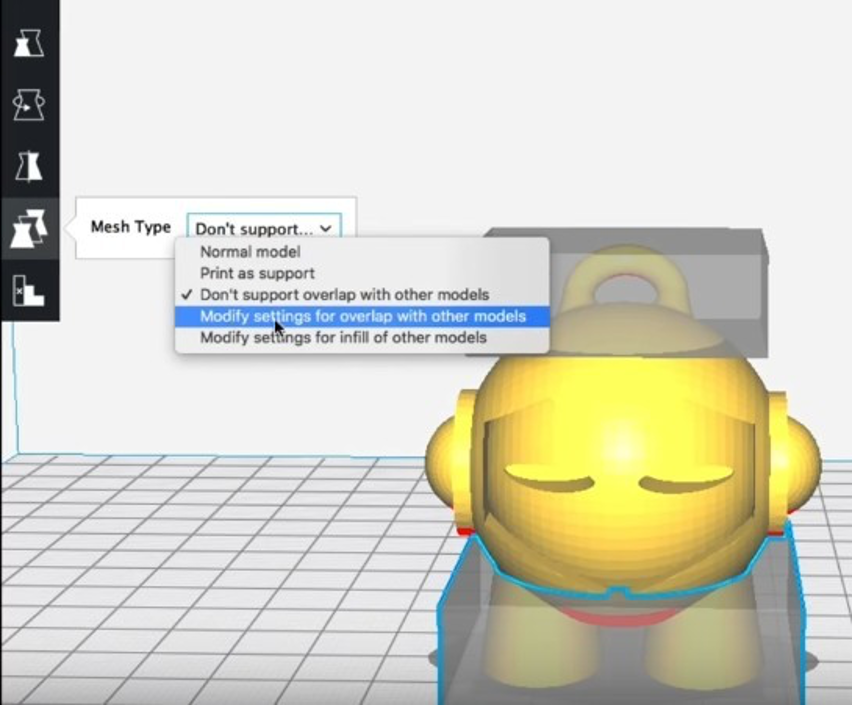 Mesh Type
Don't support...
Normal model
Print as support
Don't support overlap with other models
Modify settings for overlap with other models
Modify settings for infill of other models